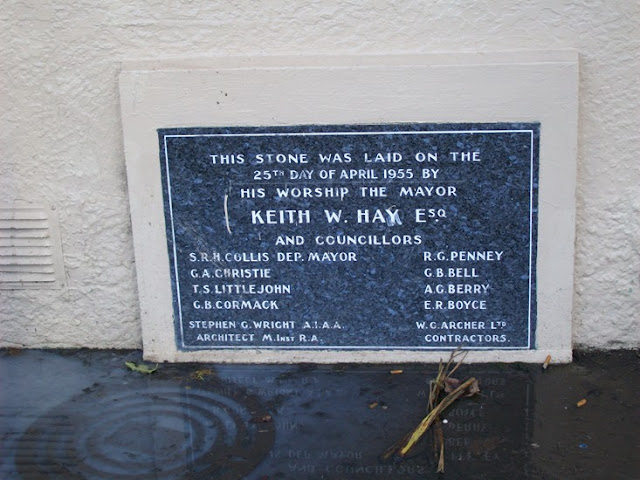 THIS STONE WAS LAID ON THE
25TH DAY OF APRIL 1955 BY
HIS WORSHIP THE MAYOR
KEITH W. HAY ESQ
AND COUNCILLORS
S.R.H. COLLIS DEP. MAYOR R.G. PENNEY
G.A. CHRISTIE G.B. BELL
T.S. LITTLEJOHN A.G. BERRY
G.B. CORMACK E.R. BOYCE
STEPHEN G. WRIGHT A.I.A.A. W.C. ARCHER LTD
ARCHITECT M. INST R.A. CONTRACTORS.